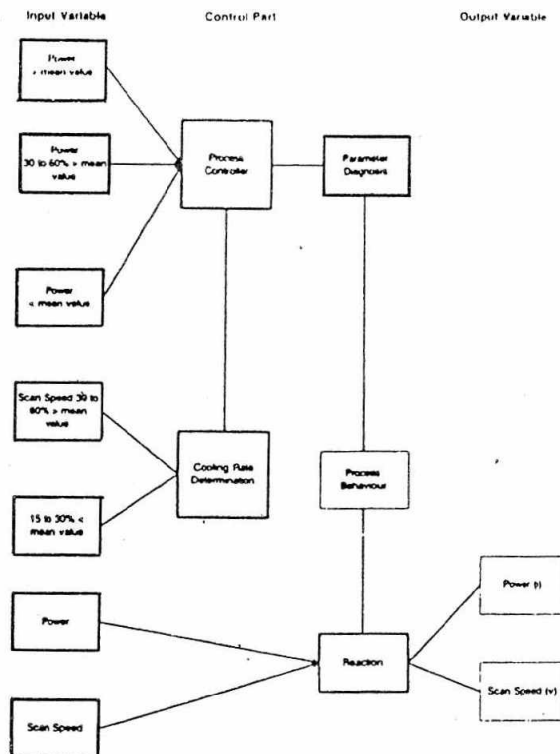 Input Variable
Control Part
Output Variable
Power
> mean value
Power
30 to 60% > mean
value
Process
Controller
Parameter
Diagnosis
Power
< mean value
Scan Speed 30 to
60% > mean
value
Cooling Rate
Determination
Process
Behaviour
15 to 30% <
mean value
Power
Reaction
Power
Scan Speed (v)
Scan Speed